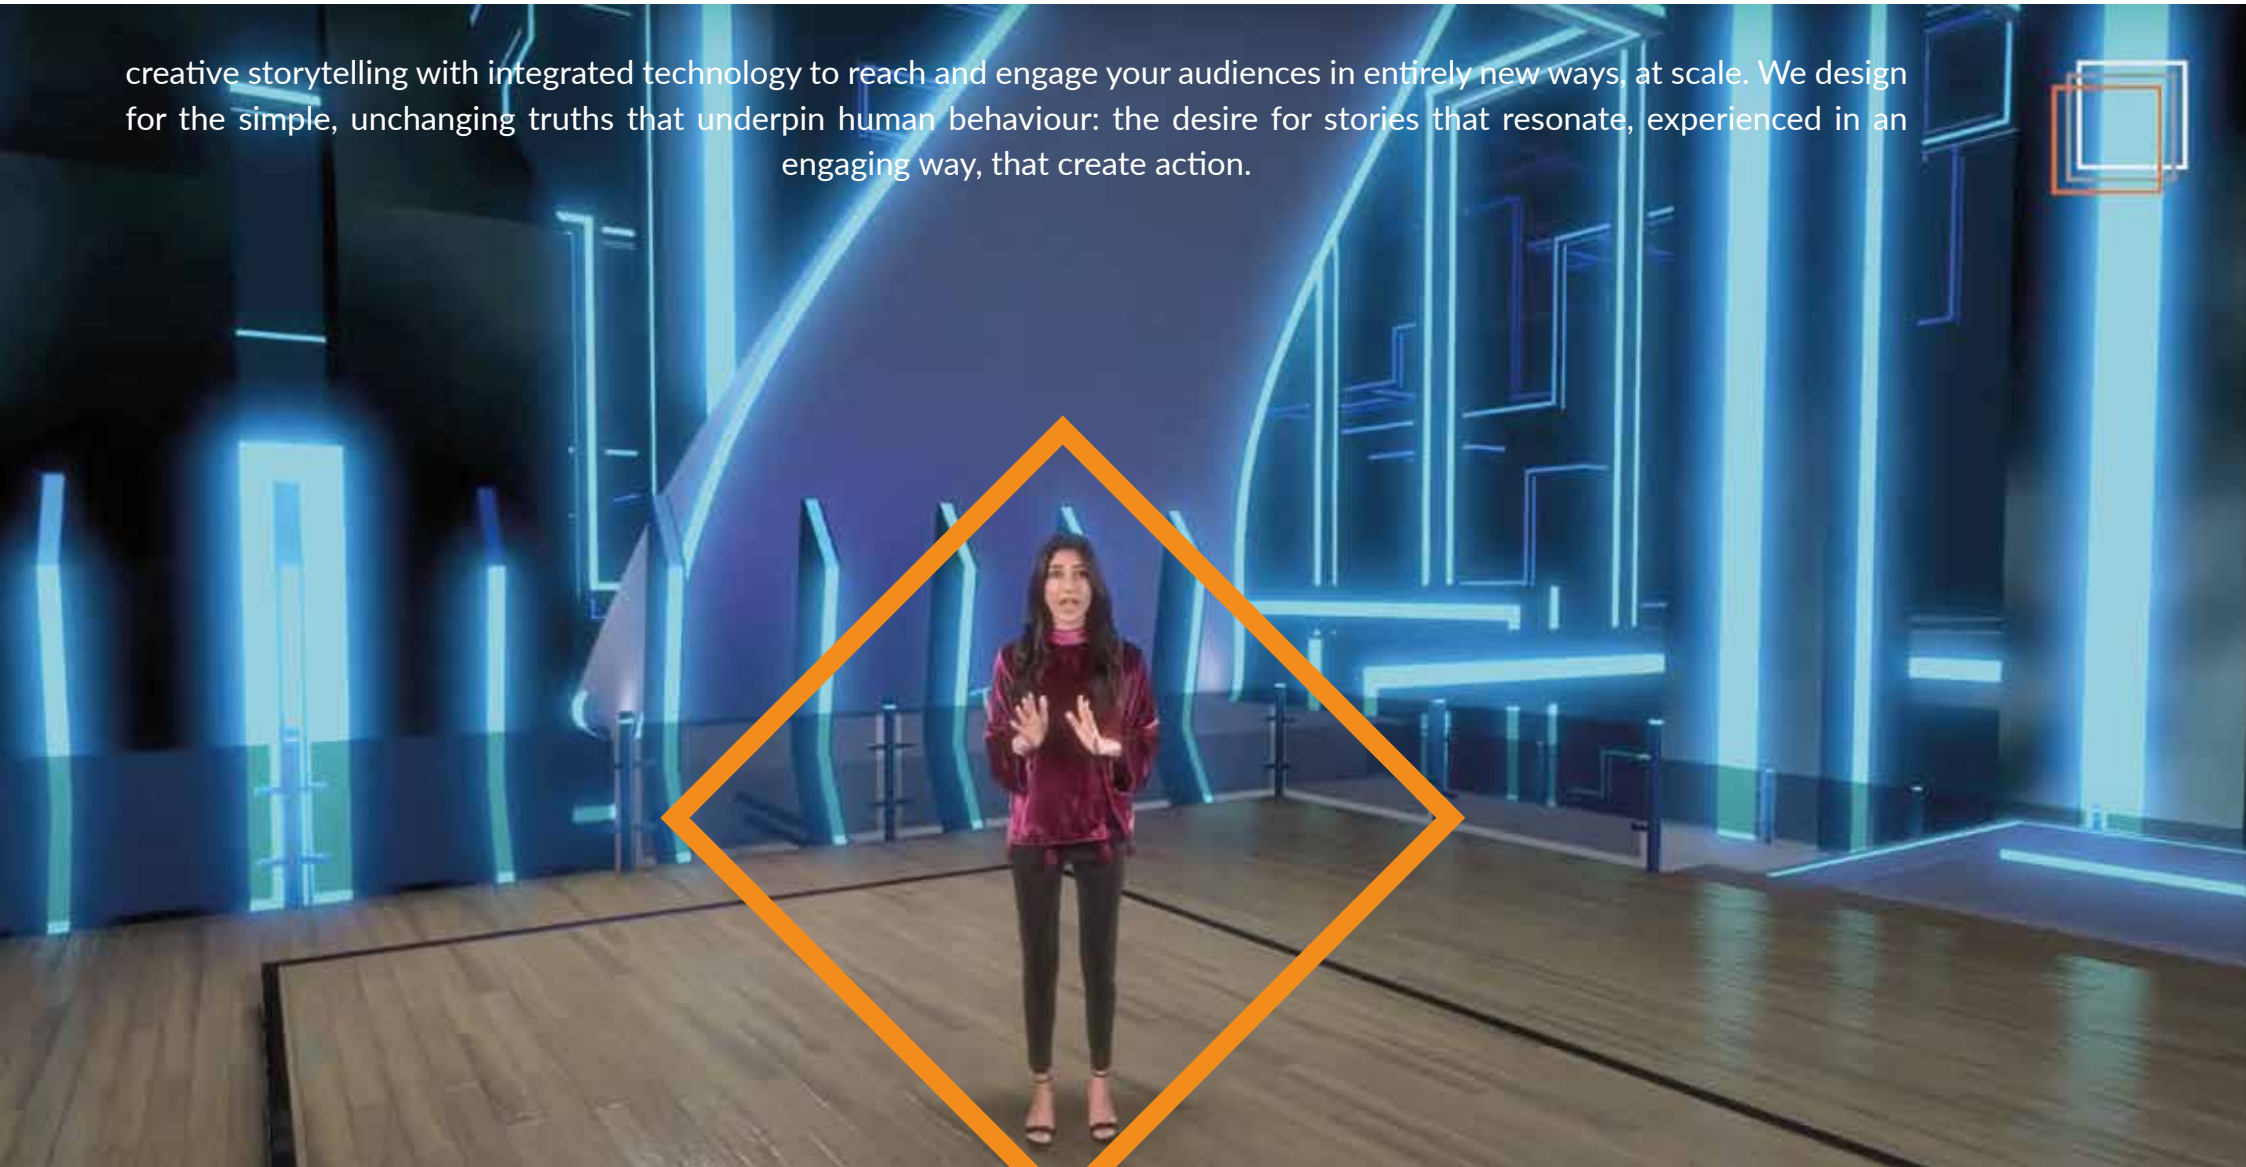 creative storytelling with integrated technology to reach and engage your audiences in entirely new ways, at scale. We design
for the simple, unchanging truths that underpin human behaviour: the desire for stories that resonate, experienced in an
engaging way, that create action.